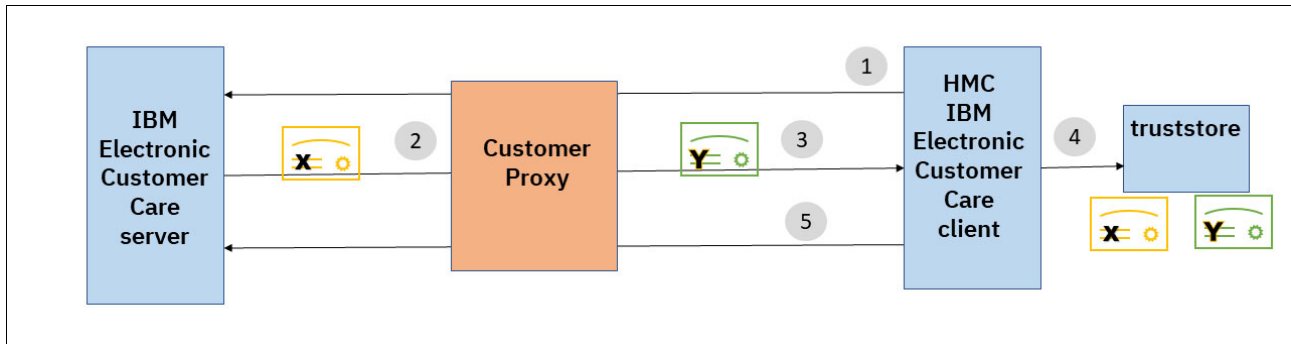 IBM
Electronic
Customer
Care
server
X
2
Customer
Proxy
1
Y
3
5
HMC
IBM
Electronic
Customer
Care
client
4
truststore
X
Y